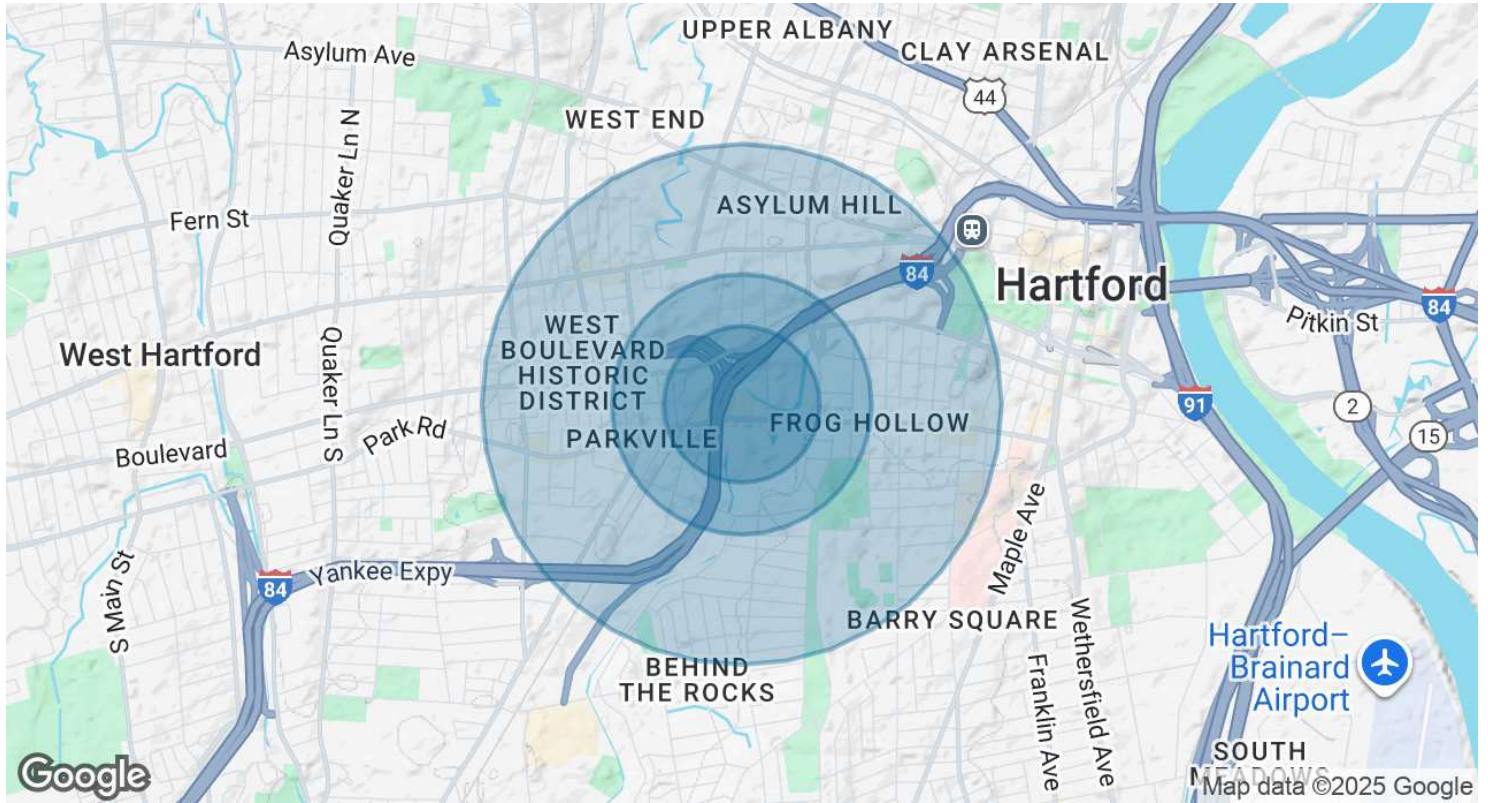 UPPER ALBANY
CLAY ARSENAL
Asylum Ave
44
WEST END
Quaker Ln N
ASYLUM HILL
Fern St
84
Hartford
84
Pitkin St
WEST
BOULEVARD
HISTORIC
DISTRICT
West Hartford
Quaker Ln S
91
2
15
Park Rd
FROG HOLLOW
PARKVILLE
Boulevard
Maple Ave
S Main St
84
Yankee Expy
BARRY SQUARE
Wethersfield Ave
Franklin Ave
Hartford–
Brainard
Airport
BEHIND
THE ROCKS
SOUTH
MEADOWS
Google
Map data ©2025 Google